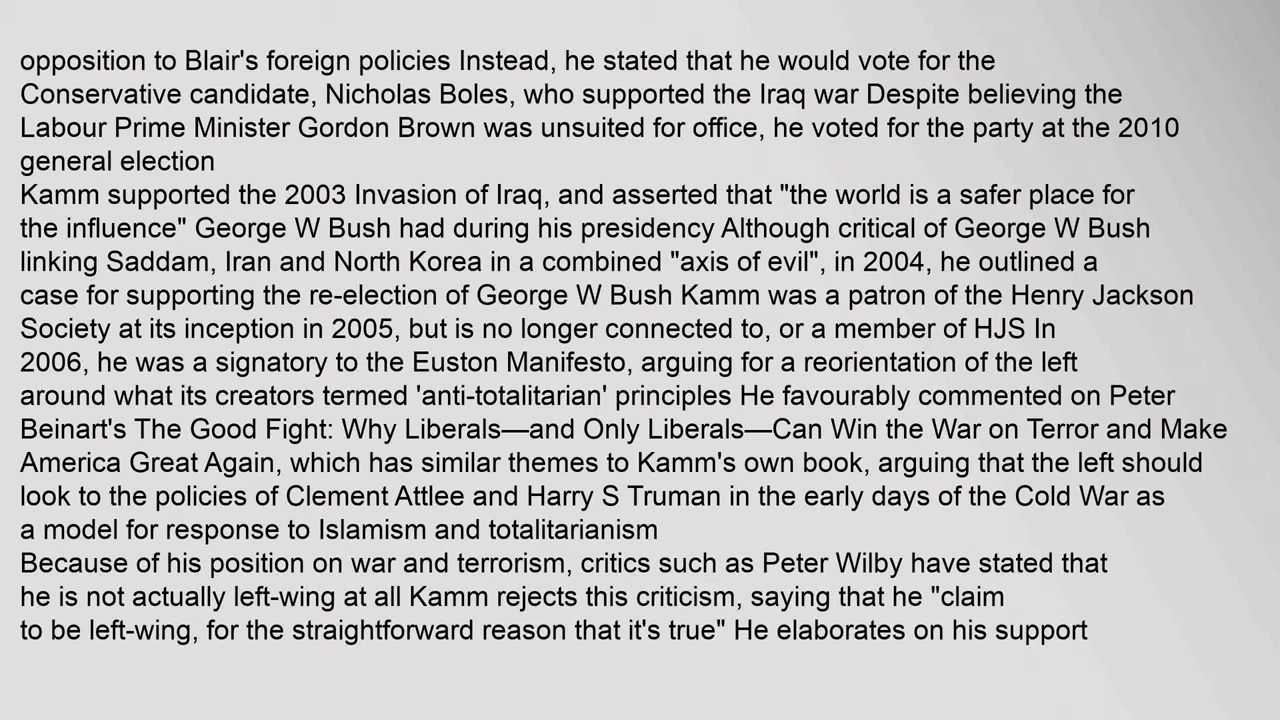 opposition to Blair's foreign policies Instead, he stated that he would vote for the
Conservative candidate, Nicholas Boles, who supported the Iraq war Despite believing the
Labour Prime Minister Gordon Brown was unsuited for office, he voted for the party at the 2010
general election
Kamm supported the 2003 Invasion of Iraq, and asserted that "the world is a safer place for
the influence" George W Bush had during his presidency Although critical of George W Bush
linking Saddam, Iran and North Korea in a combined "axis of evil", in 2004, he outlined a
case for supporting the re-election of George W Bush Kamm was a patron of the Henry Jackson
Society at its inception in 2005, but is no longer connected to, or a member of HJS In
2006, he was a signatory to the Euston Manifesto, arguing for a reorientation of the left
around what its creators termed 'anti-totalitarian' principles He favourably commented on Peter
Beinart's The Good Fight: Why Liberals—and Only Liberals—Can Win the War on Terror and Make
America Great Again, which has similar themes to Kamm's own book, arguing that the left should
look to the policies of Clement Attlee and Harry S Truman in the early days of the Cold War as
a model for response to Islamism and totalitarianism
Because of his position on war and terrorism, critics such as Peter Wilby have stated that
he is not actually left-wing at all Kamm rejects this criticism, saying that he "claim
to be left-wing, for the straightforward reason that it's true" He elaborates on his support